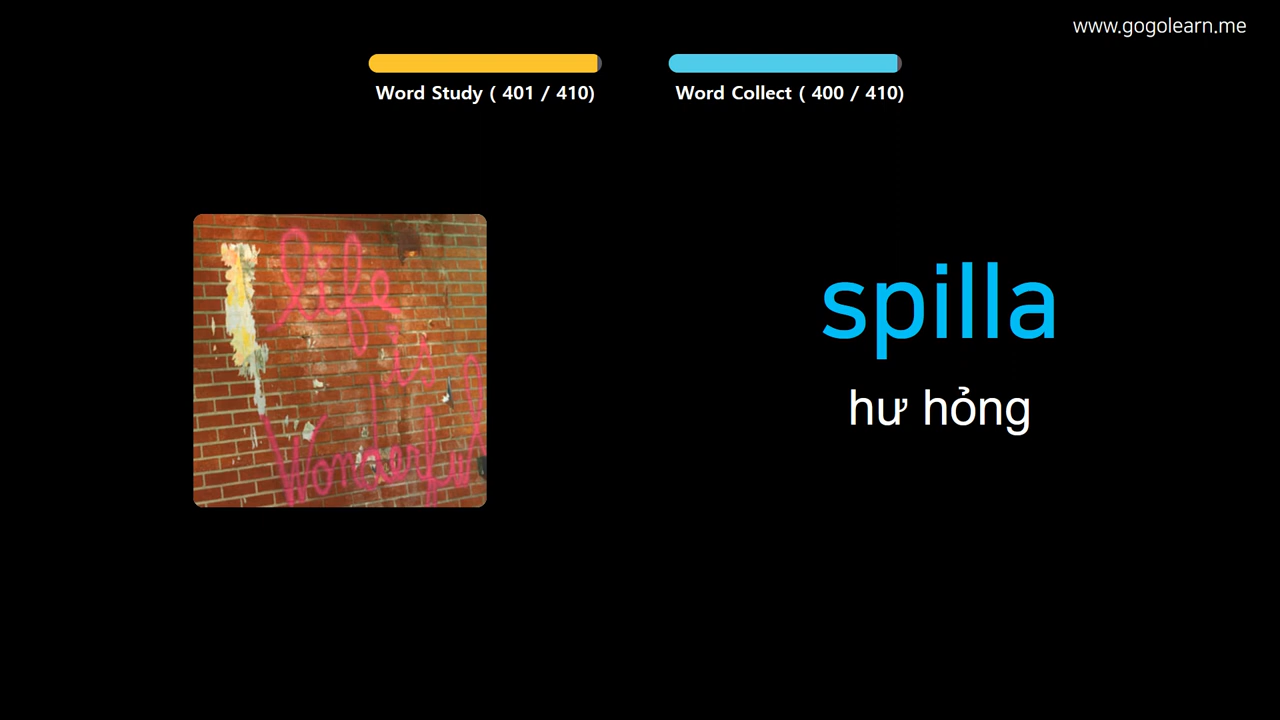 www.gogolearn.me
Word Study ( 401 / 410)
Word Collect ( 400 / 410)
life
is
Wonderful
spilla
hư hỏng